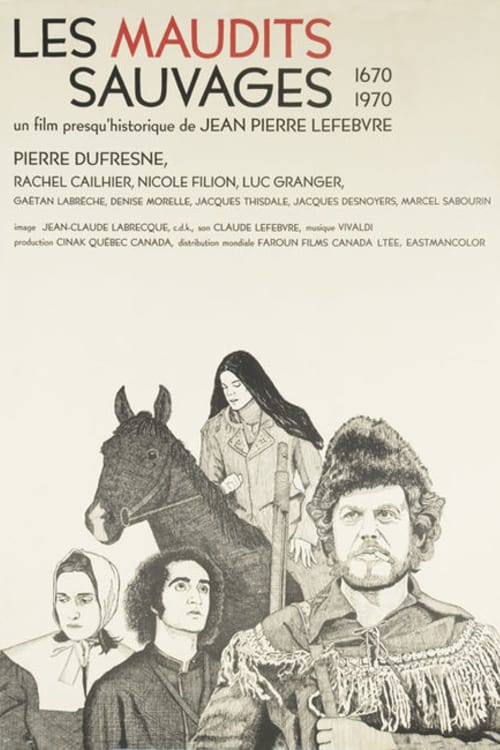 LES MAUDITS
SAUVAGES 1670
1970
un film presqu'historique de JEAN PIERRE LEFEBVRE
PIERRE DUFRESNE,
RACHEL CAILHIER, NICOLE FILION, LUC GRANGER,
GAËTAN LABRÈCHE, DENISE MORELLE, JACQUES THISDALE, JACQUES DESNOYERS, MARCEL SABOURIN
image JEAN-CLAUDE LABRECQUE, c.d.k., son CLAUDE LEFEBVRE, musique VIVALDI
production CINAK QUÉBEC CANADA, distribution mondiale FAROUN FILMS CANADA LTÉE, EASTMANCOLOR